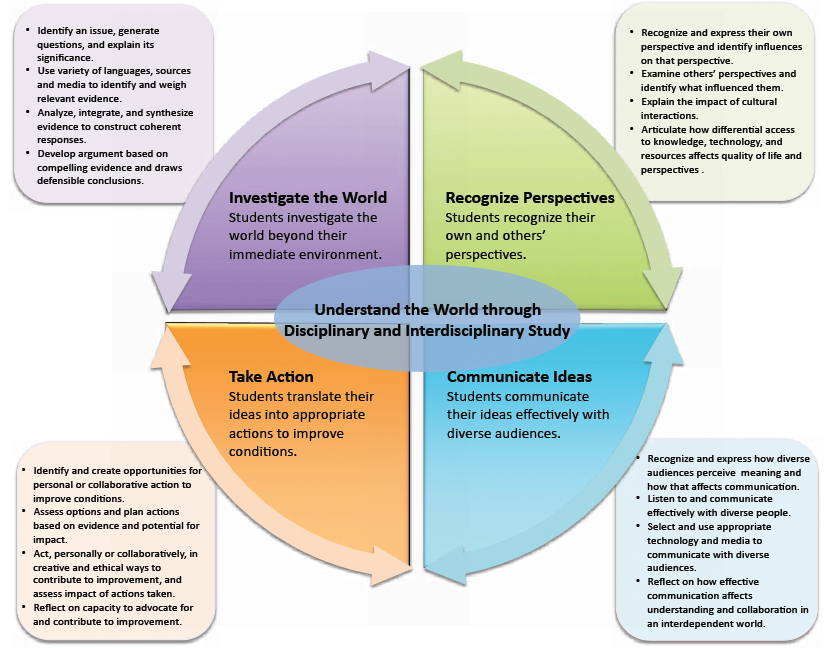 • Identify an issue, generate
questions, and explain its
significance.
• Use variety of languages, sources
and media to identify and weigh
relevant evidence.
• Analyze, integrate, and synthesize
evidence to construct coherent
responses.
• Develop argument based on
compelling evidence and draws
defensible conclusions.
• Recognize and express their own
perspective and identify influences
on that perspective.
• Examine others' perspectives and
identify what influenced them.
• Explain the impact of cultural
interactions.
• Articulate how differential access
to knowledge, technology, and
resources affects quality of life and
perspectives .
Investigate the World
Students investigate the
world beyond their
immediate environment.
Recognize Perspectives
Students recognize their
own and others'
perspectives.
Understand the World through
Disciplinary and Interdisciplinary Study
Take Action
Students translate their
ideas into appropriate
actions to improve
conditions.
Communicate Ideas
Students communicate
their ideas effectively with
diverse audiences.
• Identify and create opportunities for
personal or collaborative action to
improve conditions.
• Assess options and plan actions
based on evidence and potential for
impact.
• Act, personally or collaboratively, in
creative and ethical ways to
contribute to improvement, and
assess impact of actions taken.
• Reflect on capacity to advocate for
and contribute to improvement.
• Recognize and express how diverse
audiences perceive meaning and
how that affects communication.
• Listen to and communicate
effectively with diverse people.
• Select and use appropriate
technology and media to
communicate with diverse
audiences.
• Reflect on how effective
communication affects
understanding and collaboration in
an interdependent world.